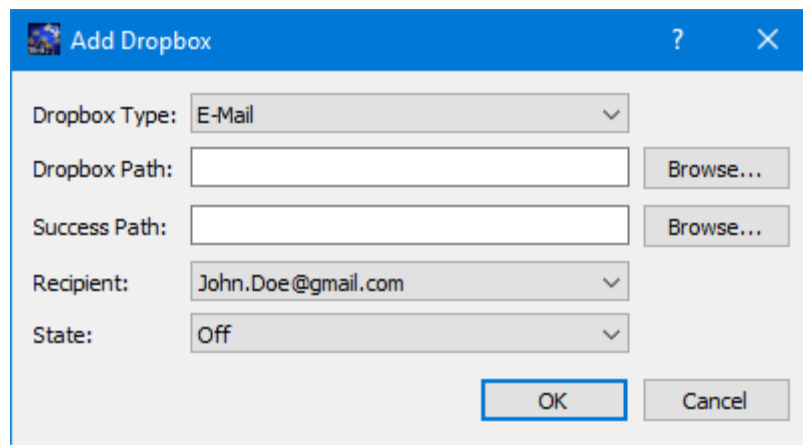 Add Dropbox ?
Dropbox Type: E-Mail
Dropbox Path: Browse...
Success Path: Browse...
Recipient: John.Doe@gmail.com
State: Off
OK Cancel